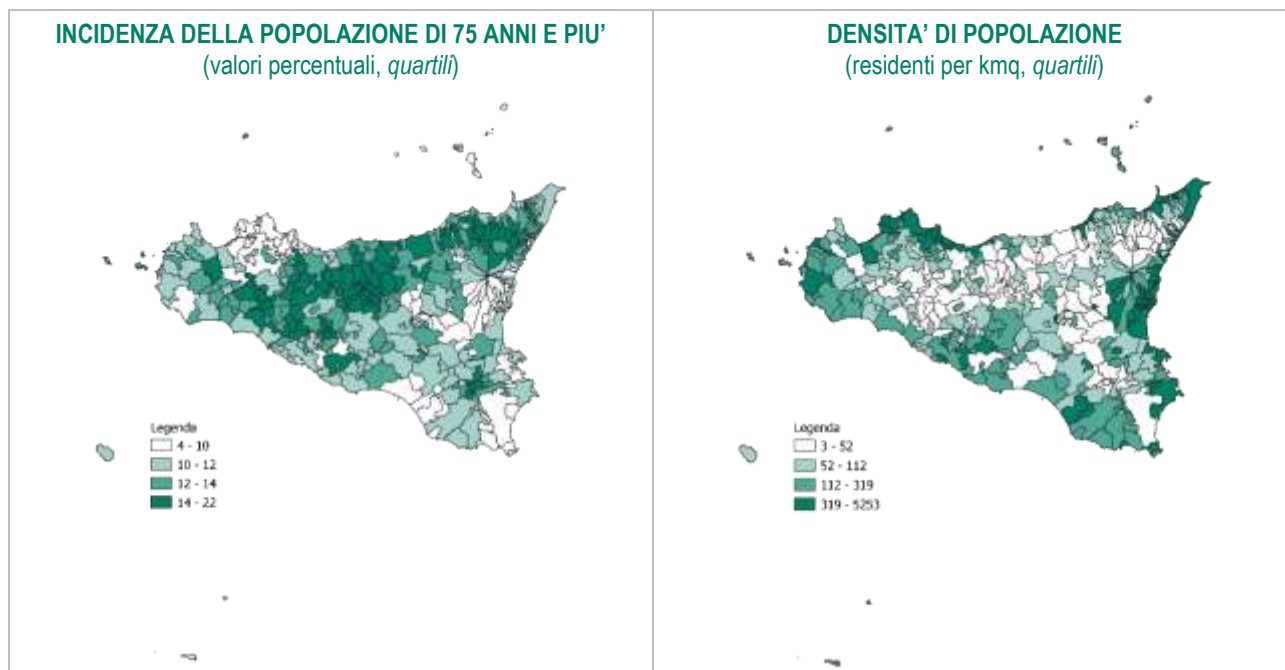 INCIDENZA DELLA POPOLAZIONE DI 75 ANNI E PIU'
(valori percentuali, quartili)
Legenda
4 - 10
10 - 12
12 - 14
14 - 22
DENSITA' DI POPOLAZIONE
(residenti per kmq, quartili)
Legenda
3 - 52
52 - 112
112 - 319
319 - 5253